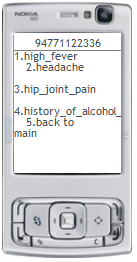 NOKIA
94771122336
1.high_fever
2.headache
3.hip_joint_pain
4.history_of_alcohol_
5.back to
main